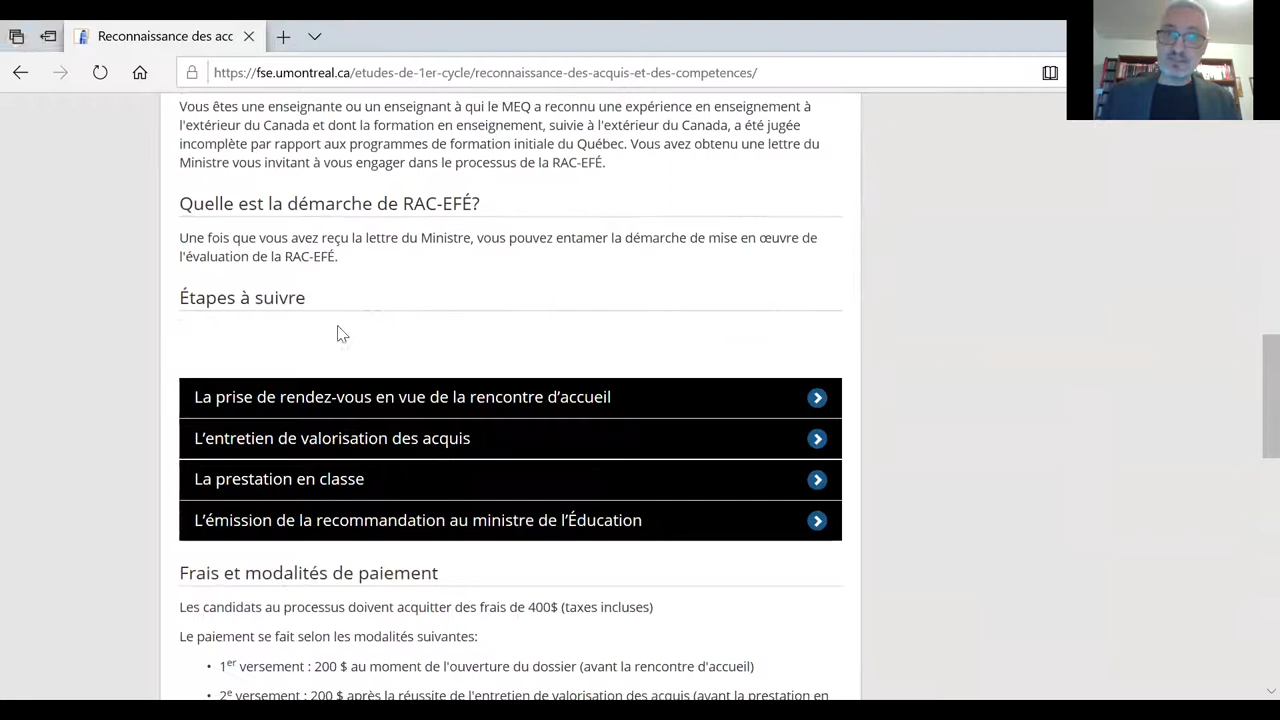 Reconnaissance des acc
https://fse.umontreal.ca/etudes-de-1er-cycle/reconnaissance-des-acquis-et-des-competences/
Vous êtes une enseignante ou un enseignant à qui le MEQ a reconnu une expérience en enseignement à
l'extérieur du Canada et dont la formation en enseignement, suivie à l'extérieur du Canada, a été jugée
incomplète par rapport aux programmes de formation initiale du Québec. Vous avez obtenu une lettre du
Ministre vous invitant à vous engager dans le processus de la RAC-EFÉ.
Quelle est la démarche de RAC-EFÉ?
Une fois que vous avez reçu la lettre du Ministre, vous pouvez entamer la démarche de mise en œuvre de
l'évaluation de la RAC-EFÉ.
Étapes à suivre
La prise de rendez-vous en vue de la rencontre d’accueil
L’entretien de valorisation des acquis
La prestation en classe
L’émission de la recommandation au ministre de l’Éducation
Frais et modalités de paiement
Les candidats au processus doivent acquitter des frais de 400$ (taxes incluses)
Le paiement se fait selon les modalités suivantes:
• 1er versement : 200 $ au moment de l'ouverture du dossier (avant la rencontre d'accueil)
• 2e versement : 200 $ après la réussite de l'entretien de valorisation des acquis (avant la prestation en